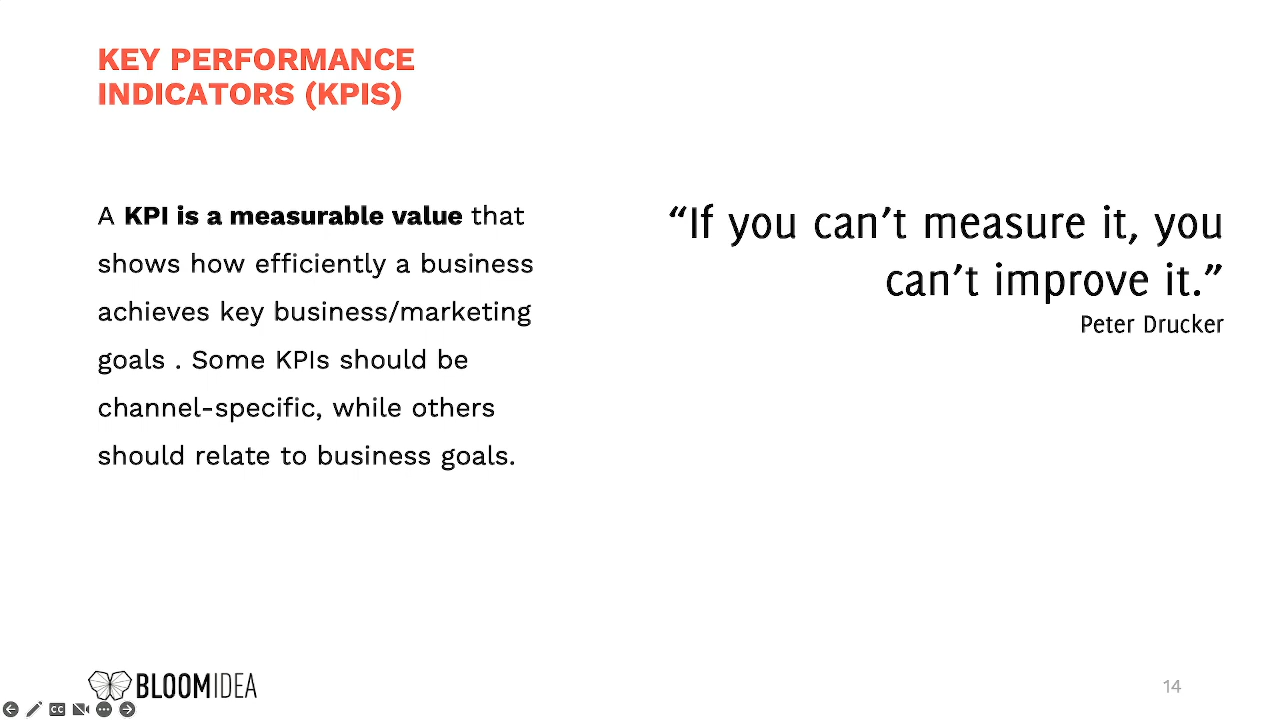 KEY PERFORMANCE
INDICATORS (KPIS)
A KPI is a measurable value that
shows how efficiently a business
achieves key business/marketing
goals . Some KPIs should be
channel-specific, while others
should relate to business goals.
“If you can’t measure it, you
can’t improve it.”
Peter Drucker
BLOOMIDEA
14
CC